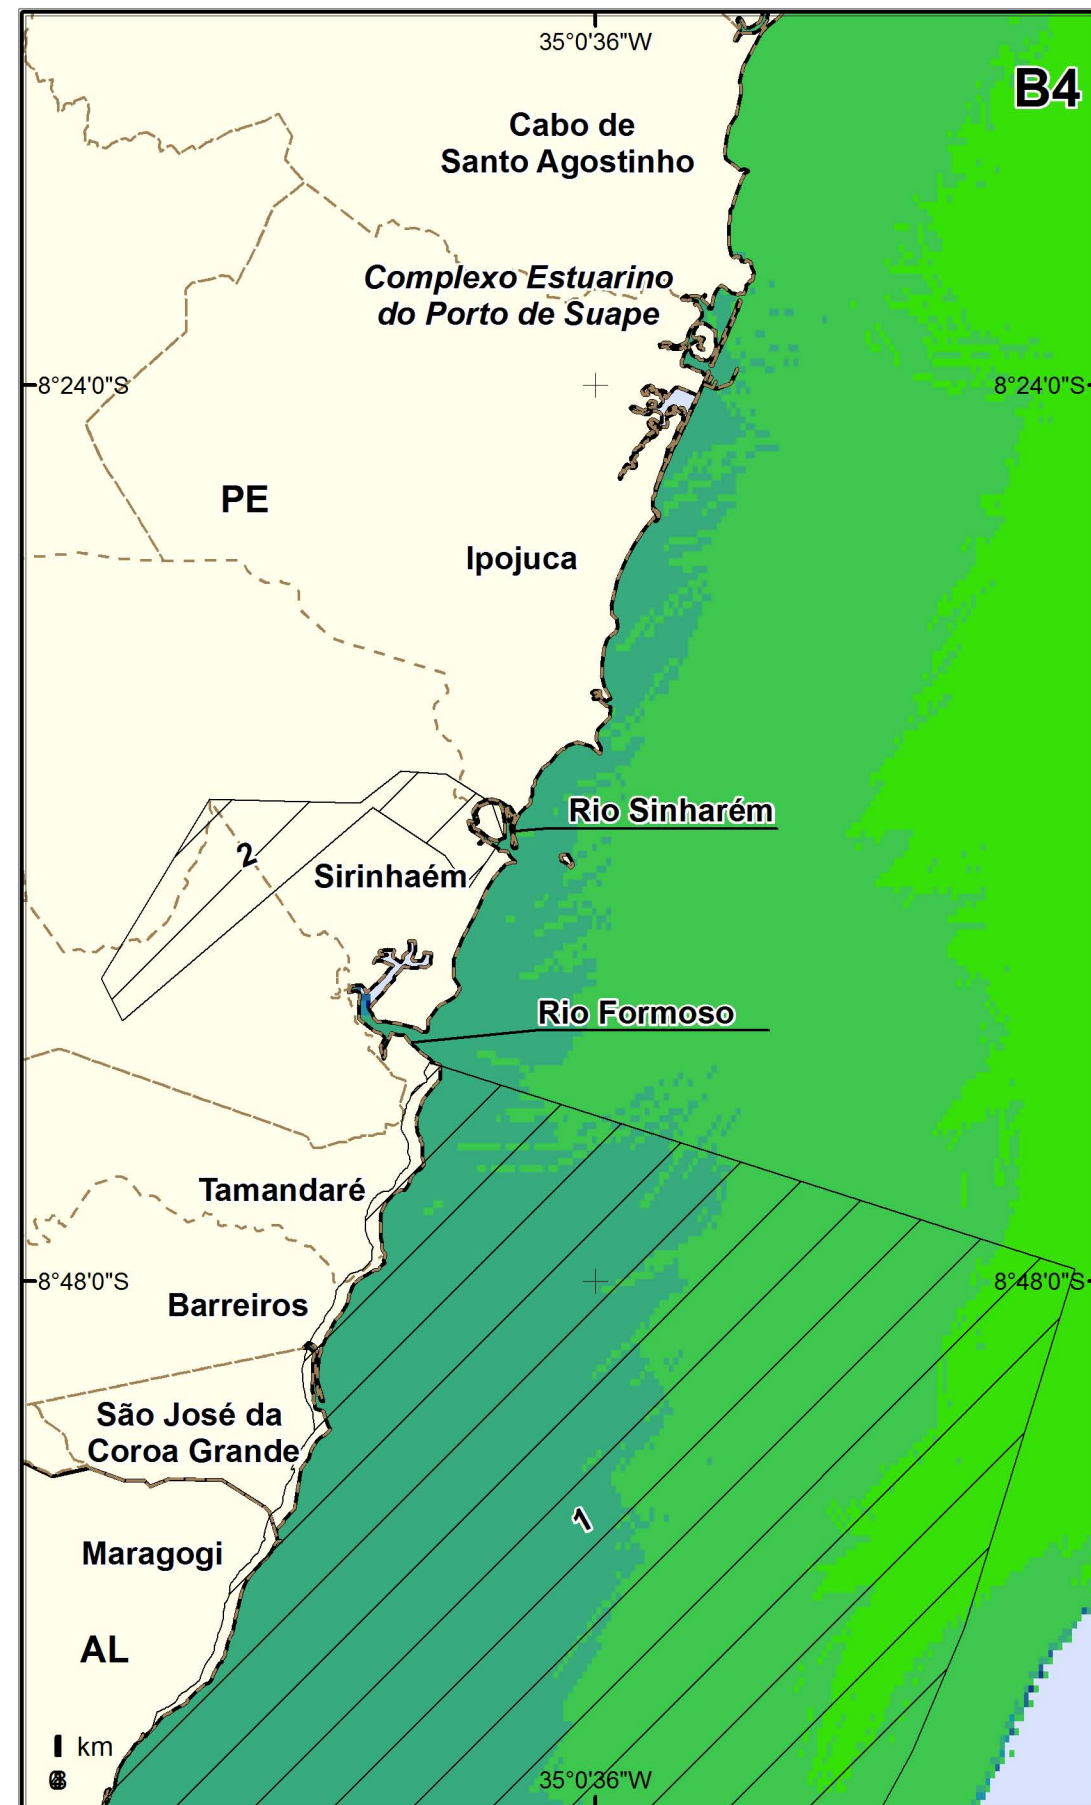 35°0'36"W
B4
Cabo de
Santo Agostinho
Complexo Estuarino
do Porto de Suape
8°24'0"S
8°24'0"S
PE
Ipojuca
Rio Sinharém
2
Sirinhaém
Rio Formoso
Tamandaré
8°48'0"S
8°48'0"S
Barreiros
São José da
Coroa Grande
1
Maragogi
AL
km
35°0'36"W